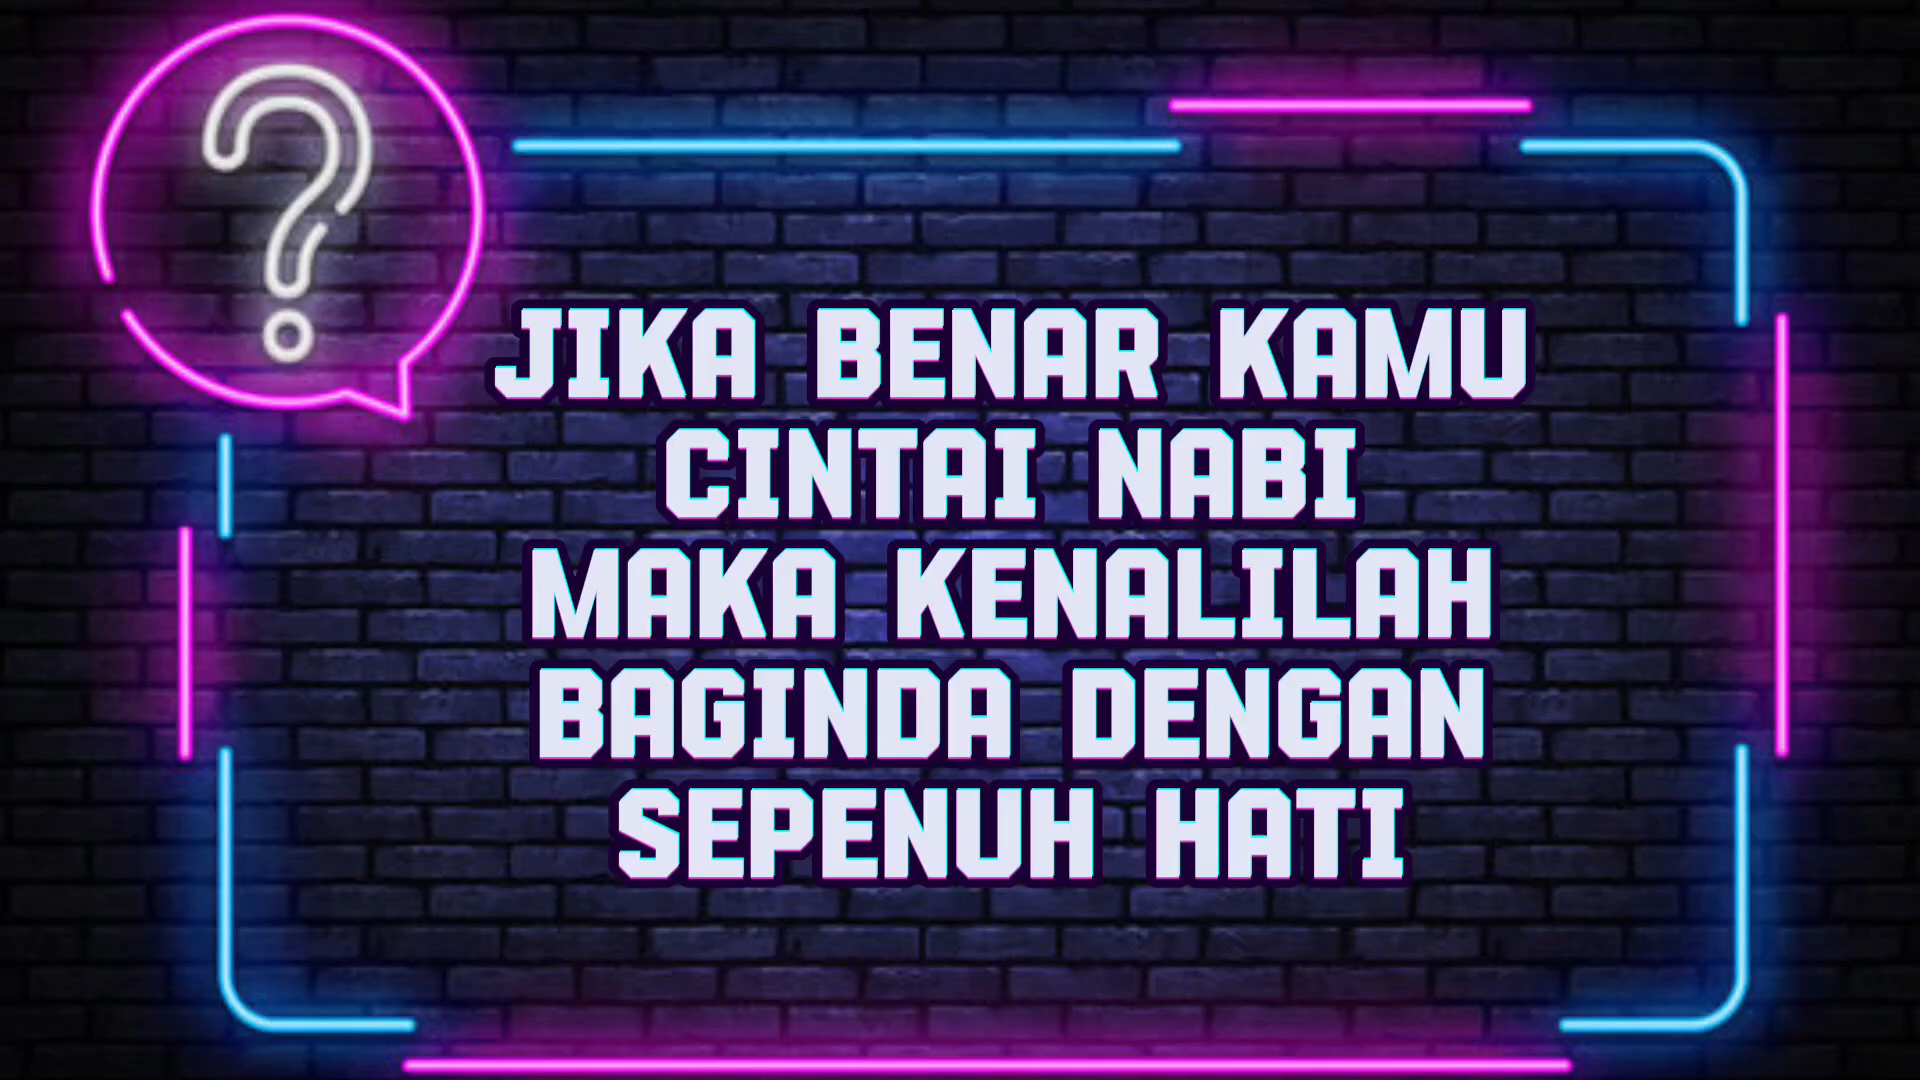 JIKA BENAR KAMU
CINTAI NABI
MAKA KENALILAH
BAGINDA DENGAN
SEPENUH HATI